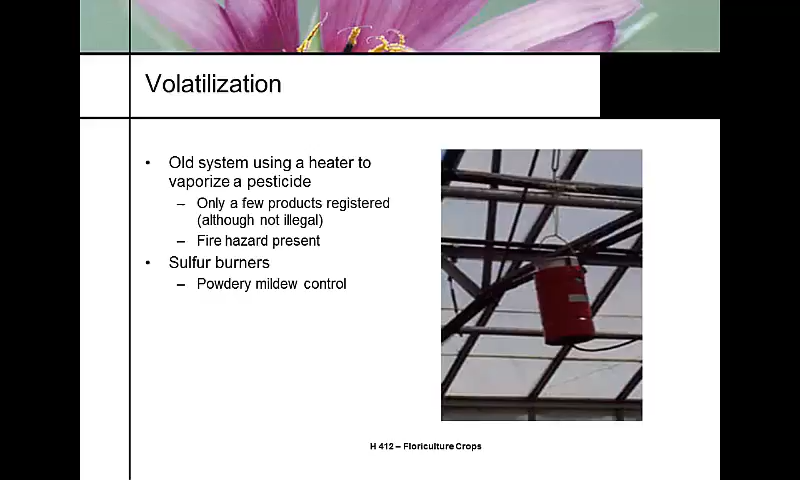 Volatilization
• Old system using a heater to
vaporize a pesticide
– Only a few products registered
(although not illegal)
– Fire hazard present
• Sulfur burners
– Powdery mildew control
H 412 – Floriculture Crops